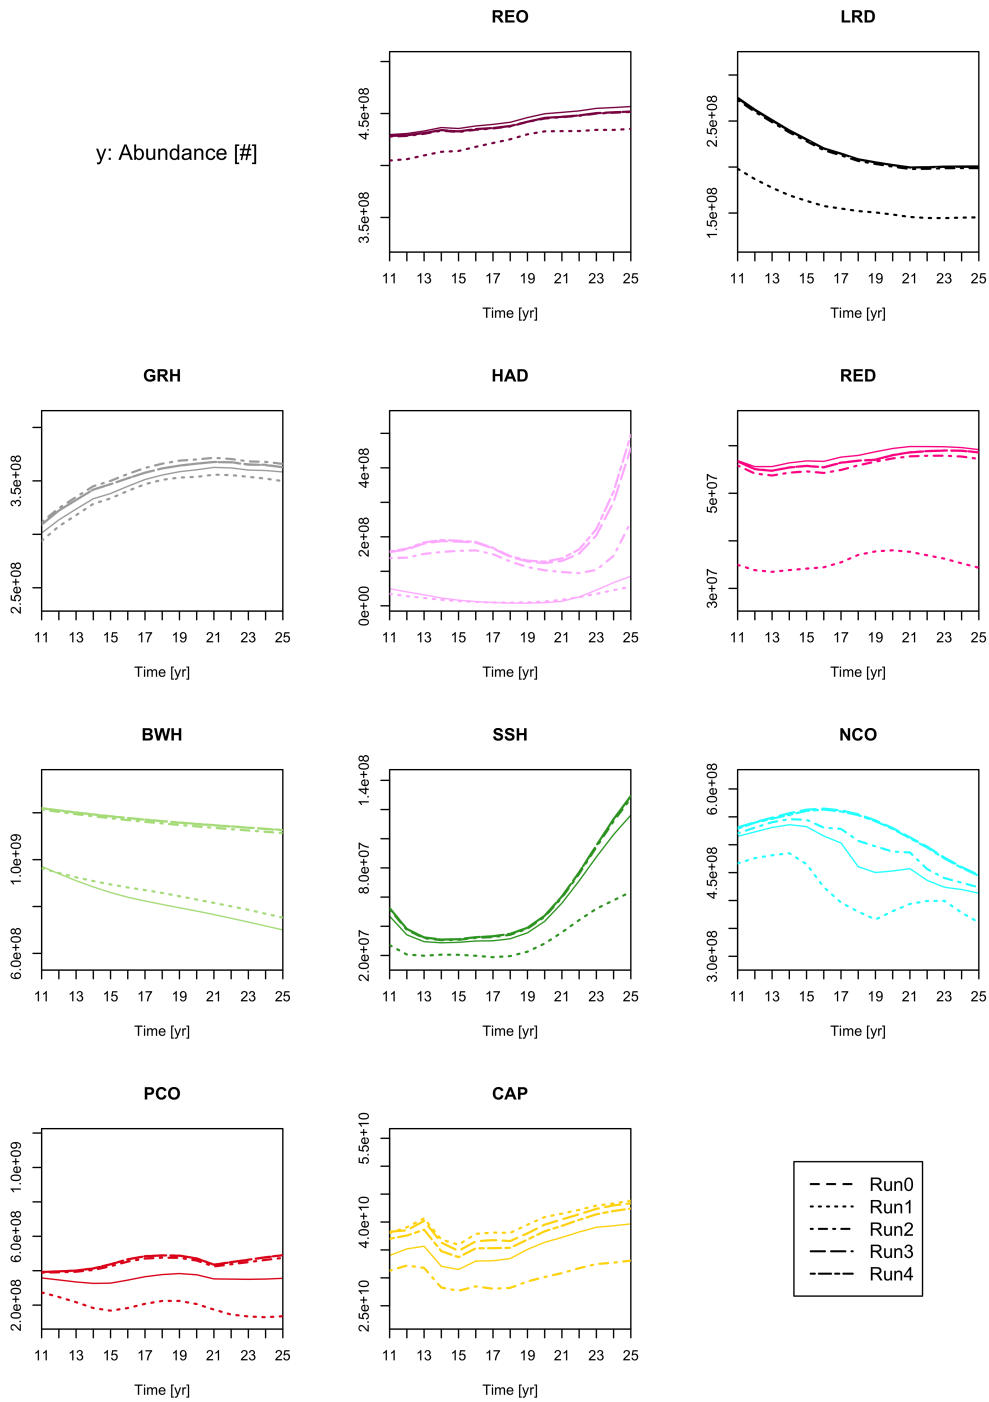 REO
LRD
y: Abundance [#]
3.5e+08 4.5e+08
11 13 15 17 19 21 23 25
Time [yr]
1.5e+08 2.5e+08
11 13 15 17 19 21 23 25
Time [yr]
GRH
HAD
RED
2.5e+08 3.5e+08
11 13 15 17 19 21 23 25
Time [yr]
0e+00 2e+08 4e+08
11 13 15 17 19 21 23 25
Time [yr]
3e+07 5e+07
11 13 15 17 19 21 23 25
Time [yr]
BWH
SSH
NCO
6.0e+08 1.0e+09
11 13 15 17 19 21 23 25
Time [yr]
2.0e+07 8.0e+07 1.4e+08
11 13 15 17 19 21 23 25
Time [yr]
3.0e+08 4.5e+08 6.0e+08
11 13 15 17 19 21 23 25
Time [yr]
PCO
CAP
2.0e+08 6.0e+08 1.0e+09
11 13 15 17 19 21 23 25
Time [yr]
2.5e+10 4.0e+10 5.5e+10
11 13 15 17 19 21 23 25
Time [yr]
Run0
Run1
Run2
Run3
Run4